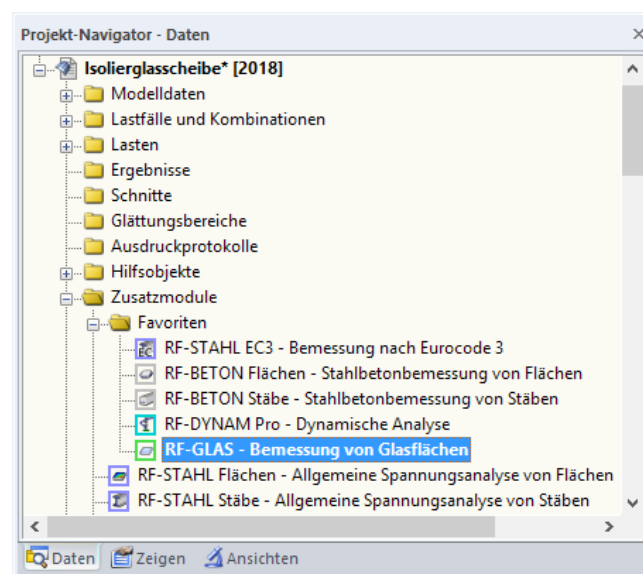 Projekt-Navigator - Daten
Isolierglasscheibe* [2018]
Modelldaten
Lastfälle und Kombinationen
Lasten
Ergebnisse
Schnitte
Glättungsbereiche
Ausdruckprotokolle
Hilfsobjekte
Zusatzmodule
Favoriten
RF-STAHL EC3 - Bemessung nach Eurocode 3
RF-BETON Flächen - Stahlbetonbemessung von Flächen
RF-BETON Stäbe - Stahlbetonbemessung von Stäben
RF-DYNAM Pro - Dynamische Analyse
RF-GLAS - Bemessung von Glasflächen
RF-STAHL Flächen - Allgemeine Spannungsanalyse von Flächen
RF-STAHL Stäbe - Allgemeine Spannungsanalyse von Stäben
Daten Zeigen Ansichten